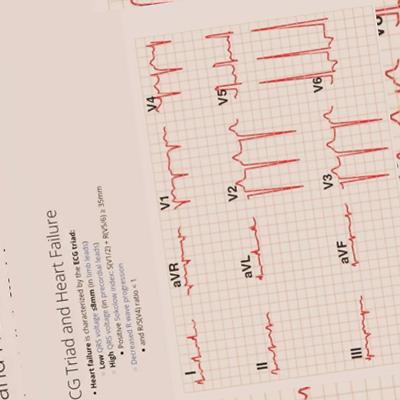 CG Triad and Heart Failure
• Heart failure is characterized by the ECG triad:
◦ Low QRS voltage ≤8mm (in limb leads)
◦ High QRS voltage (in precordial leads)
• Positive Sokolow Index: S(V1/2) + R(V5/6) ≥ 35mm
◦ Decreased R wave progression
• and R/S(V4) ratio < 1
I
aVR
V1
V4
II
aVL
V2
V5
III
aVF
V3
V6